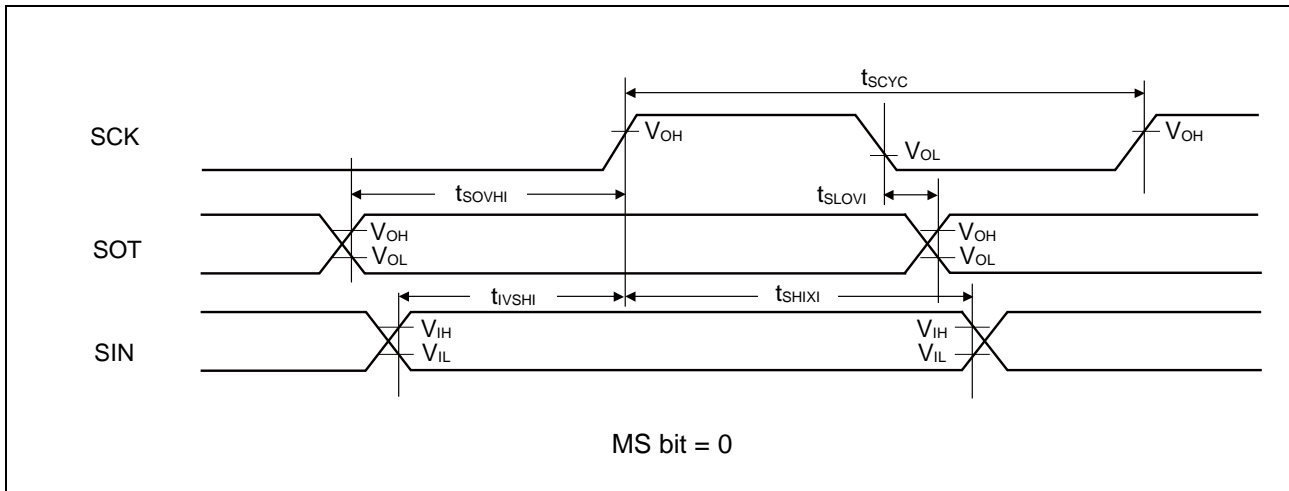 tSCYC
SCK
VOH
VOL
VOH
tSOVHI
tSLOVI
SOT
VOH
VOL
VOH
VOL
tIVSHI
tSHIXI
SIN
VIH
VIL
VIH
VIL
MS bit = 0